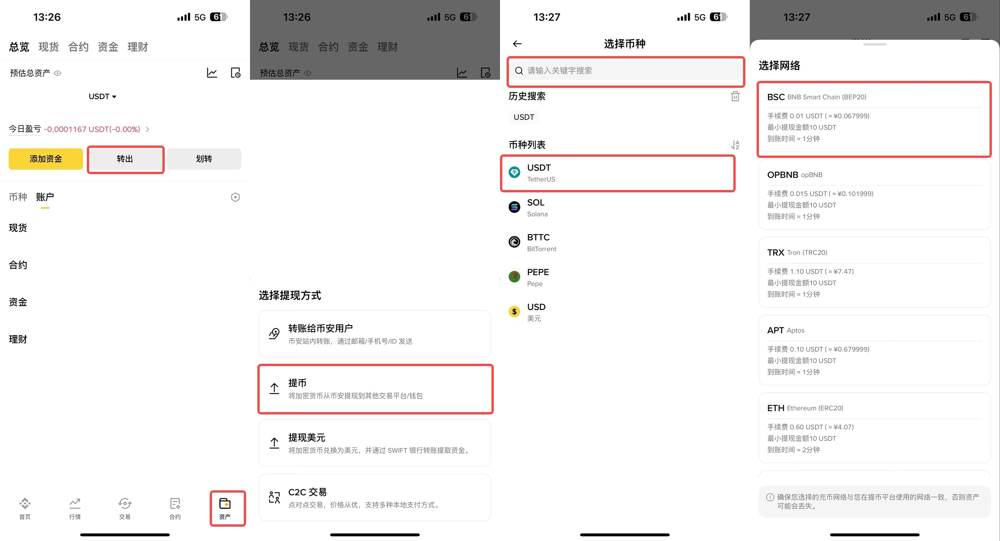 13:26
5G 61
总览 现货 合约 资金 理财
预估总资产
USDT
今日盈亏 -0.0001167 USDT(-0.00%)
添加资金 转出 划转
币种 账户
现货
合约
资金
理财
首页 行情 交易 合约 资产
13:26
5G 61
总览 现货 合约 资金 理财
预估总资产
选择提现方式
转账给币安用户
币安站内转账，通过邮箱/手机号/ID 发送
提币
将加密货币从币安提现到其他交易平台/钱包
提现美元
将加密货币兑换为美元，并通过 SWIFT 银行转账提取资金。
C2C 交易
点对点交易，价格从优，支持多种本地支付方式。
13:27
5G 61
选择币种
请输入关键字搜索
历史搜索
USDT
币种列表
USDT
TetherUS
SOL
Solana
BTTC
BitTorrent
PEPE
Pepe
USD
美元
13:27
5G 61
选择网络
BSC BNB Smart Chain (BEP20)
手续费 0.01 USDT (≈¥0.067999)
最小提现金额10 USDT
到账时间 ≈ 1分钟
OPBNB opBNB
手续费 0.015 USDT (≈¥0.101999)
最小提现金额10 USDT
到账时间 ≈ 1分钟
TRX Tron (TRC20)
手续费 1.10 USDT (≈¥7.47)
最小提现金额10 USDT
到账时间 ≈ 1分钟
APT Aptos
手续费 0.10 USDT (≈¥0.679999)
最小提现金额10 USDT
到账时间 ≈ 1分钟
ETH Ethereum (ERC20)
手续费 0.60 USDT (≈¥4.07)
最小提现金额10 USDT
到账时间 ≈ 2分钟
确保您选择的充币网络与您在提币平台使用的网络一致，否则资产
可能会丢失。